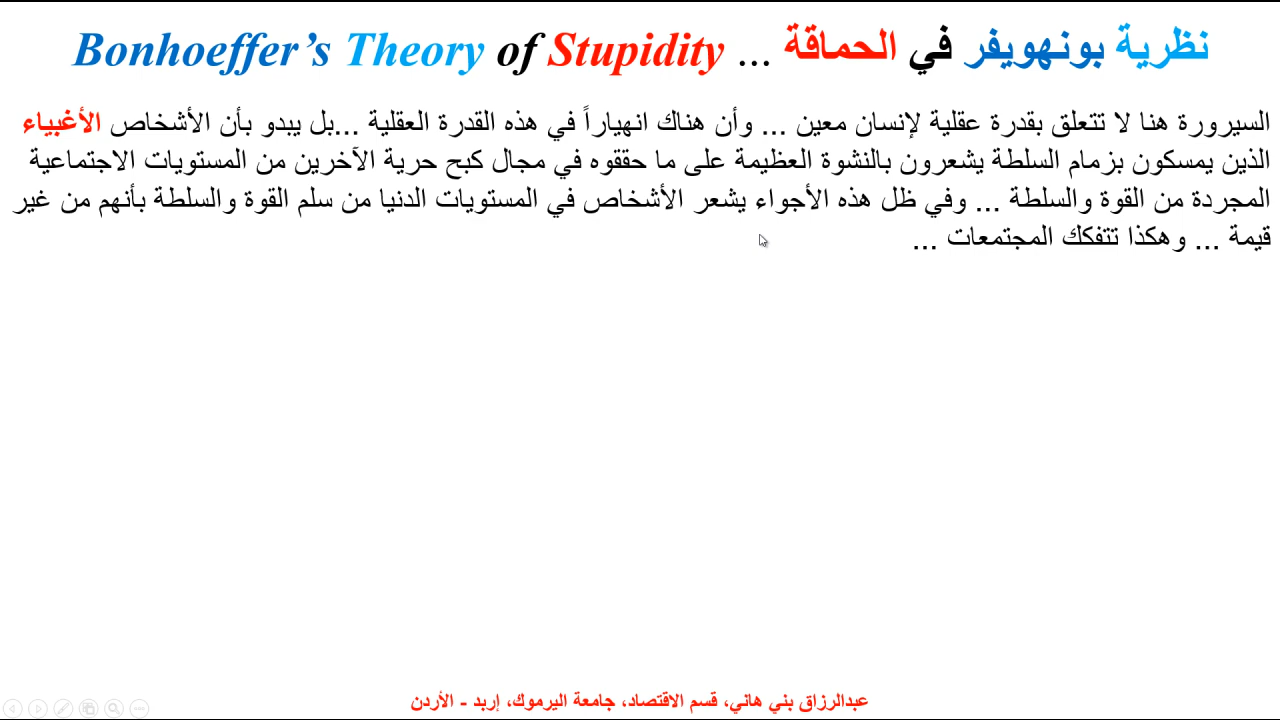 نظرية بونهويفر في الحماقة ... Bonhoeffer’s Theory of Stupidity
السيرورة هنا لا تتعلق بقدرة عقلية لإنسان معين ... وأن هناك انهياراً في هذه القدرة العقلية ...بل يبدو بأن الأشخاص الأغبياء
الذين يمسكون بزمام السلطة يشعرون بالنشوة العظيمة على ما حققوه في مجال كبح حرية الآخرين من المستويات الاجتماعية
المجردة من القوة والسلطة ... وفي ظل هذه الأجواء يشعر الأشخاص في المستويات الدنيا من سلم القوة والسلطة بأنهم من غير
قيمة ... وهكذا تتفكك المجتمعات ...
عبدالرزاق بني هاني، قسم الاقتصاد، جامعة اليرموك، إربد - الأردن